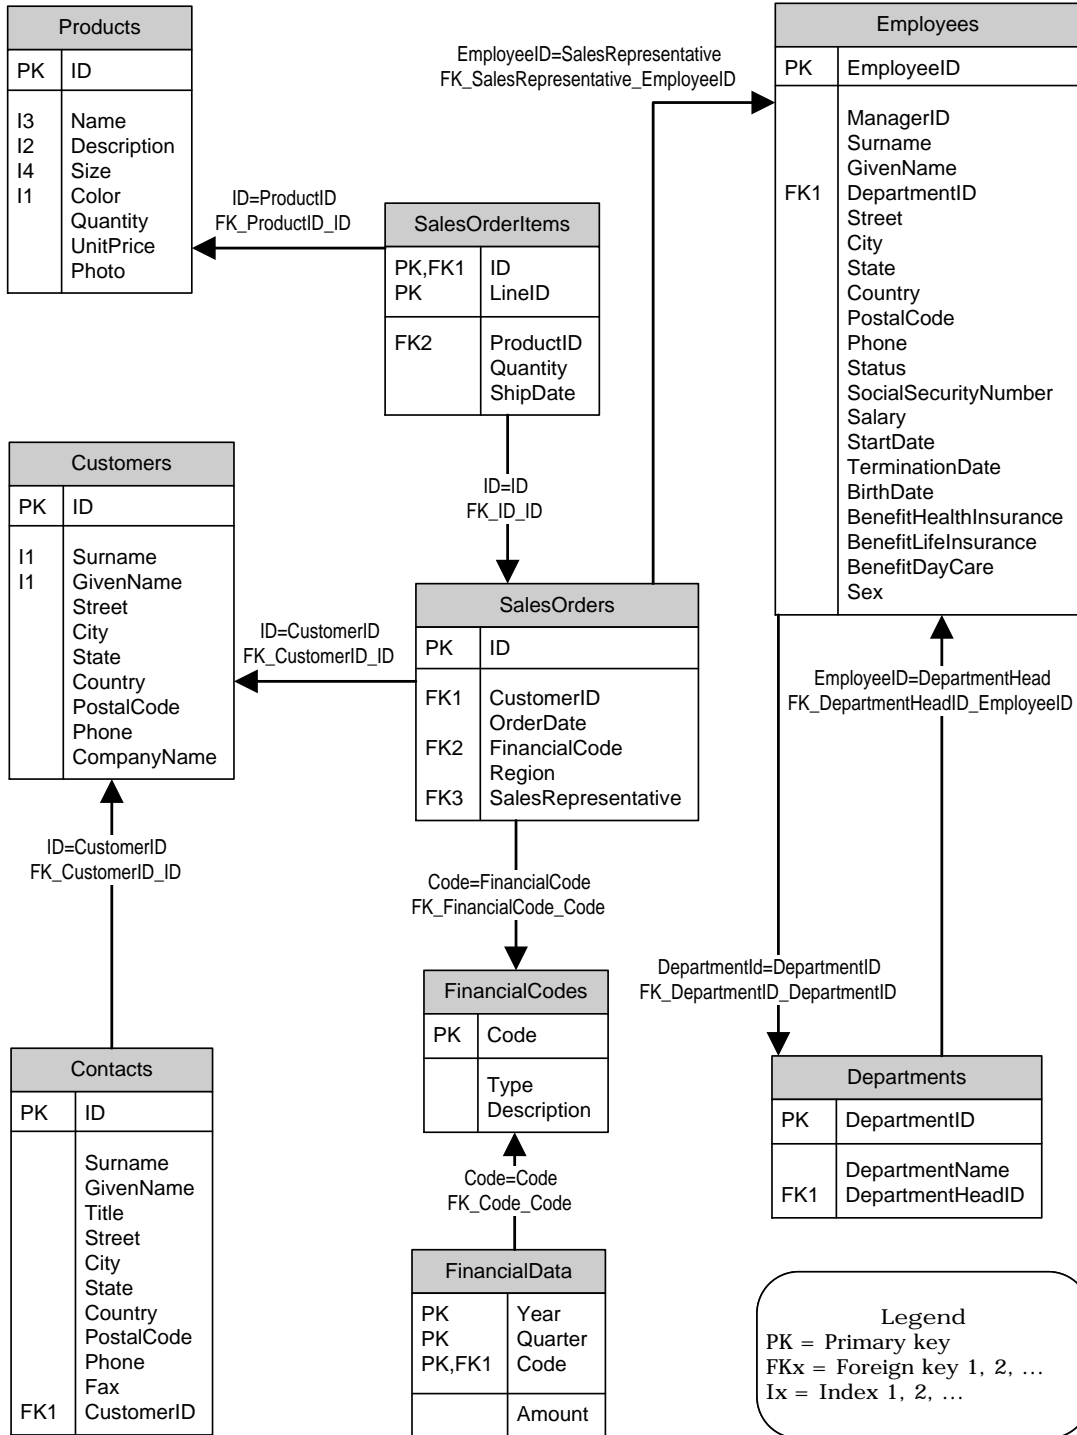 Products
PK ID
I3 Name
I2 Description
I4 Size
I1 Color
Quantity
UnitPrice
Photo
ID=ProductID
FK_ProductID_ID
SalesOrderItems
PK,FK1 ID
PK LineID
FK2 ProductID
Quantity
ShipDate
EmployeeID=SalesRepresentative
FK_SalesRepresentative_EmployeeID
Employees
PK EmployeeID
ManagerID
Surname
GivenName
FK1 DepartmentID
Street
City
State
Country
PostalCode
Phone
Status
SocialSecurityNumber
Salary
StartDate
TerminationDate
BirthDate
BenefitHealthInsurance
BenefitLifeInsurance
BenefitDayCare
Sex
Customers
PK ID
I1 Surname
I1 GivenName
Street
City
State
Country
PostalCode
Phone
CompanyName
ID=ID
FK_ID_ID
ID=CustomerID
FK_CustomerID_ID
SalesOrders
PK ID
FK1 CustomerID
OrderDate
FK2 FinancialCode
Region
FK3 SalesRepresentative
EmployeeID=DepartmentHead
FK_DepartmentHeadID_EmployeeID
ID=CustomerID
FK_CustomerID_ID
Code=FinancialCode
FK_FinancialCode_Code
DepartmentId=DepartmentID
FK_DepartmentID_DepartmentID
FinancialCodes
PK Code
Type
Description
Contacts
PK ID
Surname
GivenName
Title
Street
City
State
Country
PostalCode
Phone
Fax
FK1 CustomerID
Code=Code
FK_Code_Code
FinancialData
PK Year
PK Quarter
PK,FK1 Code
Amount
Departments
PK DepartmentID
DepartmentName
FK1 DepartmentHeadID
Legend
PK = Primary key
FKx = Foreign key 1, 2, ...
Ix = Index 1, 2, ...